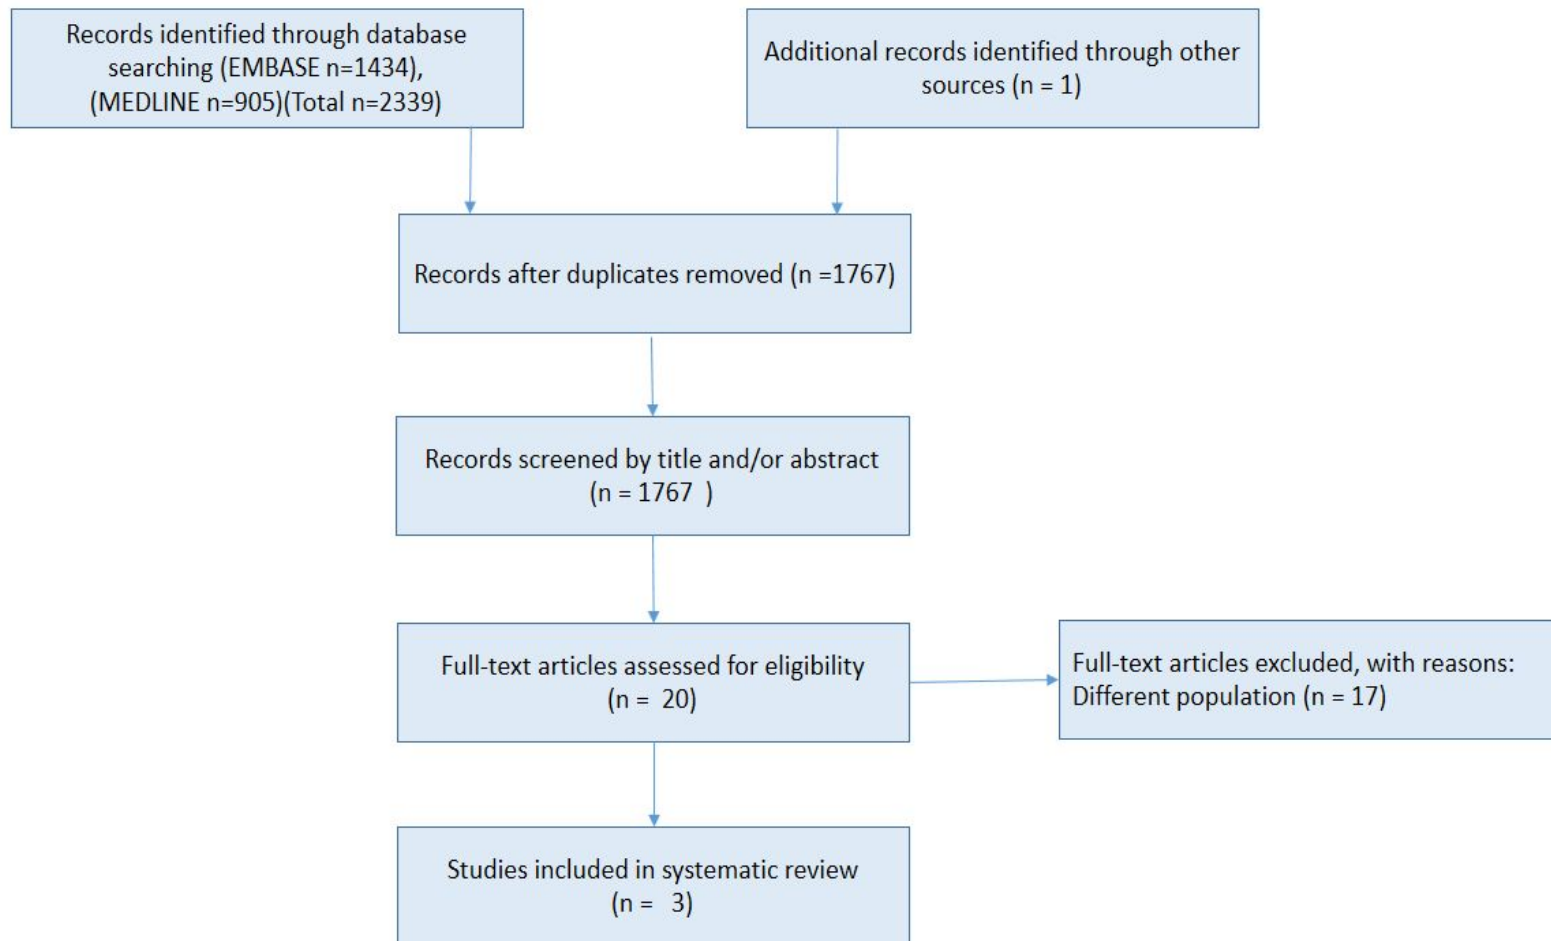 Records identified through database
searching (EMBASE n=1434),
(MEDLINE n=905)(Total n=2339)
Additional records identified through other
sources (n = 1)
Records after duplicates removed (n =1767)
Records screened by title and/or abstract
(n = 1767  )
Full-text articles assessed for eligibility
(n =  20)
Full-text articles excluded, with reasons:
Different population (n = 17)
Studies included in systematic review
(n =   3)